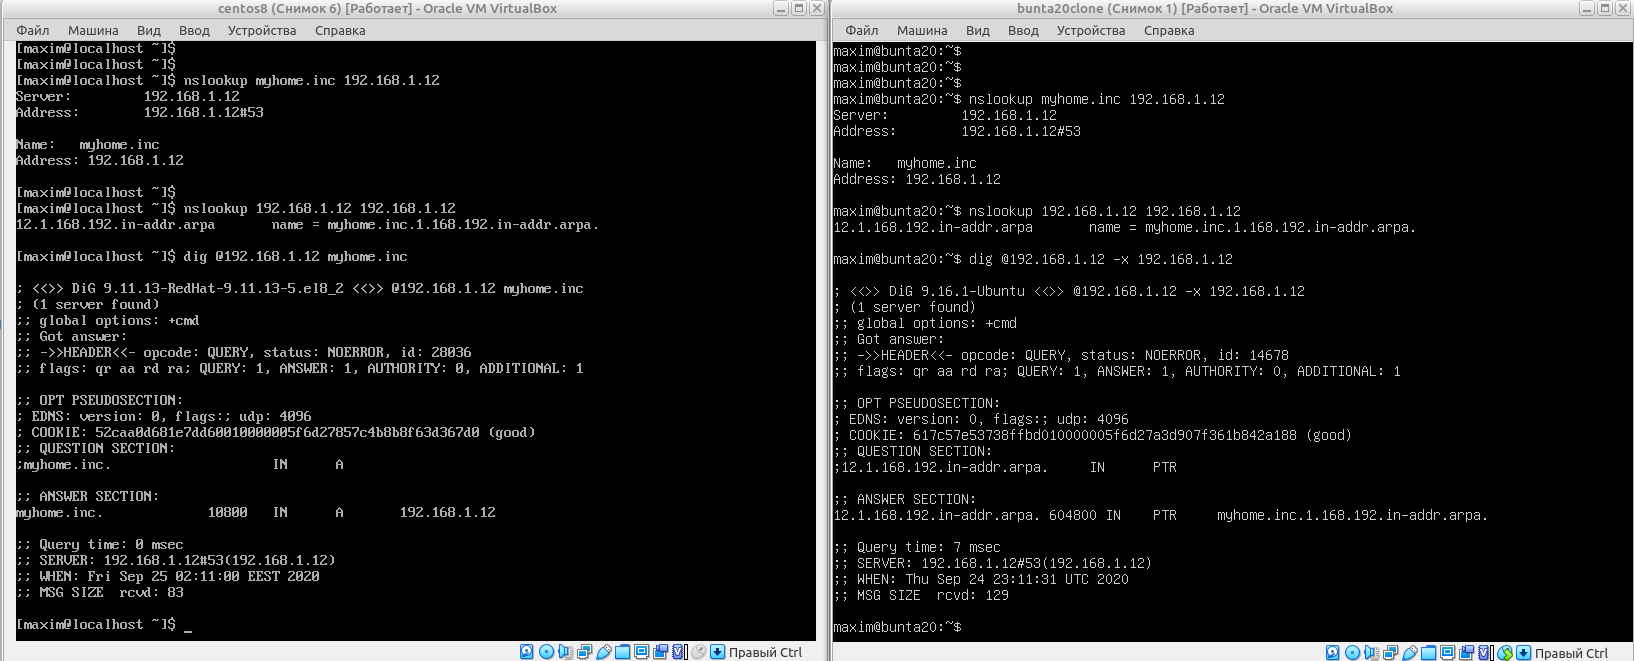 centos8 (Снимок 6) [Работает] - Oracle VM VirtualBox
Файл Машина Вид Ввод Устройства Справка
[maxim@localhost ~]$
[maxim@localhost ~]$
[maxim@localhost ~]$ nslookup myhome.inc 192.168.1.12
Server: 192.168.1.12
Address: 192.168.1.12#53
Name: myhome.inc
Address: 192.168.1.12
[maxim@localhost ~]$
[maxim@localhost ~]$ nslookup 192.168.1.12 192.168.1.12
12.1.168.192.in-addr.arpa name = myhome.inc.1.168.192.in-addr.arpa.
[maxim@localhost ~]$ dig @192.168.1.12 myhome.inc
; <<>> DiG 9.11.13-RedHat-9.11.13-5.el8_2 <<>> @192.168.1.12 myhome.inc
; (1 server found)
;; global options: +cmd
;; Got answer:
;; ->>HEADER<<- opcode: QUERY, status: NOERROR, id: 28036
;; flags: qr aa rd ra; QUERY: 1, ANSWER: 1, AUTHORITY: 0, ADDITIONAL: 1
;; OPT PSEUDOSECTION:
; EDNS: version: 0, flags:; udp: 4096
; COOKIE: 52caa0d681e7dd60010000005f6d27857c4b8b8f63d367d0 (good)
;; QUESTION SECTION:
;myhome.inc. IN A
;; ANSWER SECTION:
myhome.inc. 10800 IN A 192.168.1.12
;; Query time: 0 msec
;; SERVER: 192.168.1.12#53(192.168.1.12)
;; WHEN: Fri Sep 25 02:11:00 EEST 2020
;; MSG SIZE rcvd: 83
[maxim@localhost ~]$ _
Правый Ctrl
bunta20clone (Снимок 1) [Работает] - Oracle VM VirtualBox
Файл Машина Вид Ввод Устройства Справка
maxim@bunta20:~$
maxim@bunta20:~$
maxim@bunta20:~$
maxim@bunta20:~$ nslookup myhome.inc 192.168.1.12
Server: 192.168.1.12
Address: 192.168.1.12#53
Name: myhome.inc
Address: 192.168.1.12
maxim@bunta20:~$ nslookup 192.168.1.12 192.168.1.12
12.1.168.192.in-addr.arpa name = myhome.inc.1.168.192.in-addr.arpa.
maxim@bunta20:~$ dig @192.168.1.12 -x 192.168.1.12
; <<>> DiG 9.16.1-Ubuntu <<>> @192.168.1.12 -x 192.168.1.12
; (1 server found)
;; global options: +cmd
;; Got answer:
;; ->>HEADER<<- opcode: QUERY, status: NOERROR, id: 14678
;; flags: qr aa rd ra; QUERY: 1, ANSWER: 1, AUTHORITY: 0, ADDITIONAL: 1
;; OPT PSEUDOSECTION:
; EDNS: version: 0, flags:; udp: 4096
; COOKIE: 617c57e53738ffbd010000005f6d27a3d907f361b842a188 (good)
;; QUESTION SECTION:
;12.1.168.192.in-addr.arpa. IN PTR
;; ANSWER SECTION:
12.1.168.192.in-addr.arpa. 604800 IN PTR myhome.inc.1.168.192.in-addr.arpa.
;; Query time: 7 msec
;; SERVER: 192.168.1.12#53(192.168.1.12)
;; WHEN: Thu Sep 24 23:11:31 UTC 2020
;; MSG SIZE rcvd: 129
maxim@bunta20:~$
Правый Ctrl